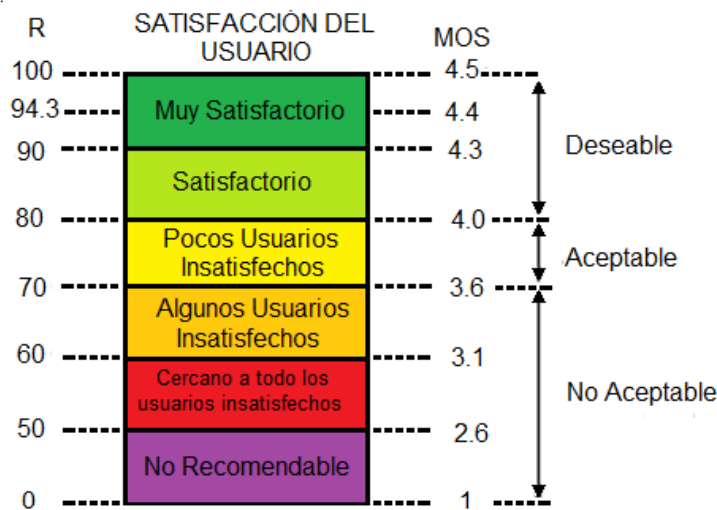 R
SATISFACCIÓN DEL
USUARIO
MOS
100
4.5
94.3
Muy Satisfactorio
4.4
90
4.3
Deseable
Satisfactorio
80
4.0
Pocos Usuarios
Insatisfechos
Aceptable
70
3.6
Algunos Usuarios
Insatisfechos
60
3.1
Cercano a todo los
usuarios insatisfechos
No Aceptable
50
2.6
No Recomendable
0
1